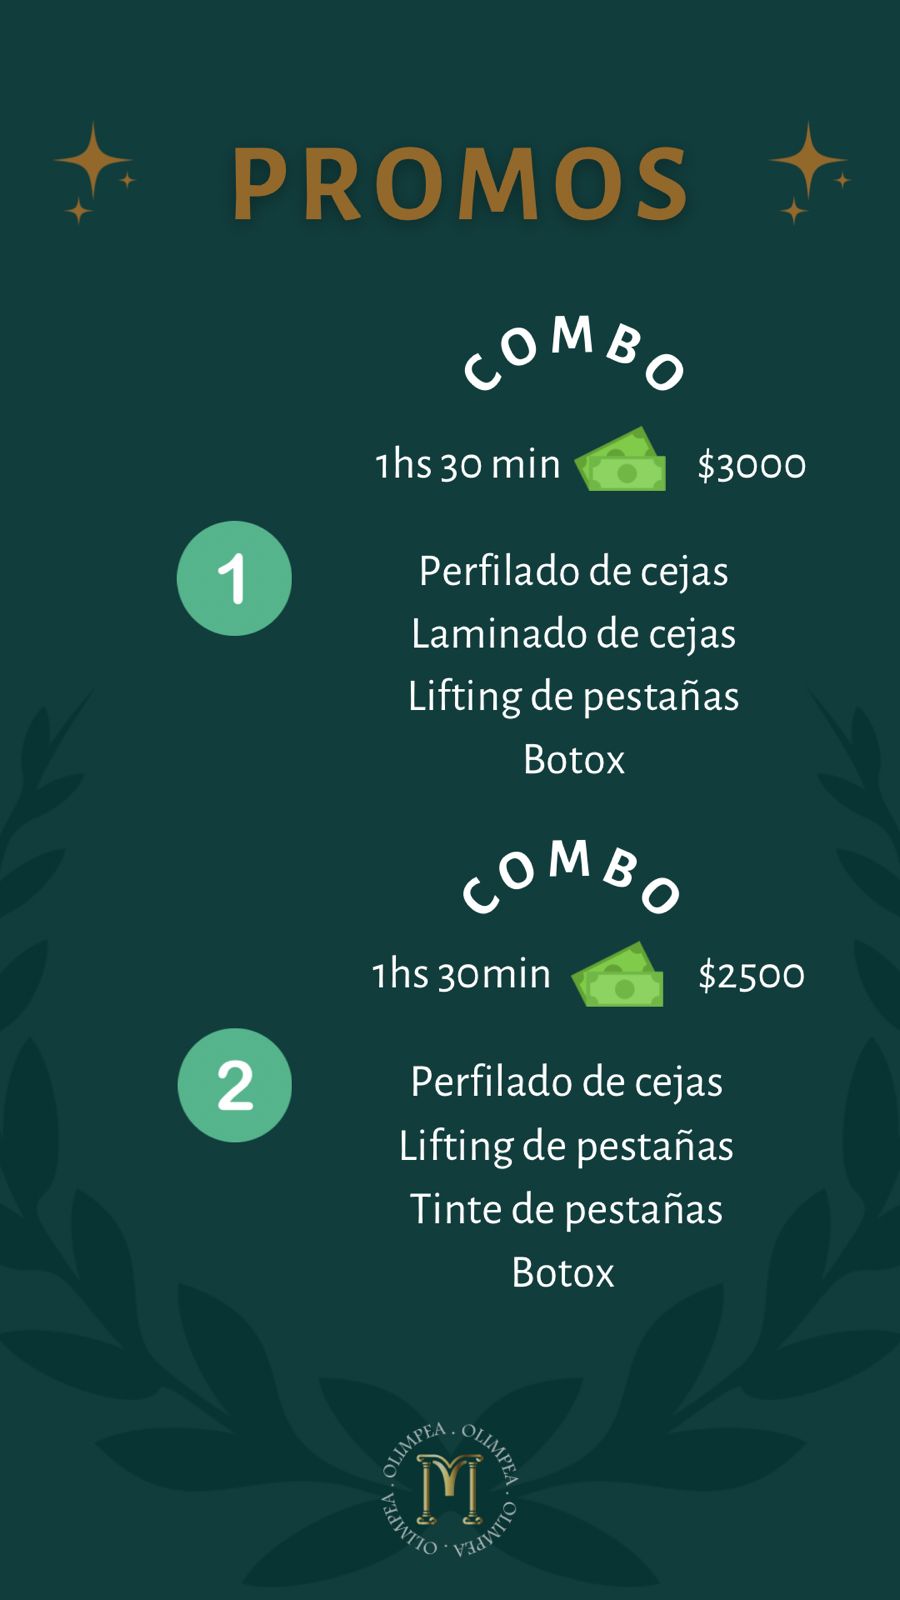 PROMOS
COMBO
1hs 30 min $3000
1
Perfilado de cejas
Laminado de cejas
Lifting de pestañas
Botox
COMBO
1hs 30min $2500
2
Perfilado de cejas
Lifting de pestañas
Tinte de pestañas
Botox
OLIMPEA . OLIMPEA . OLIMPEA . OLIMPEA .
M